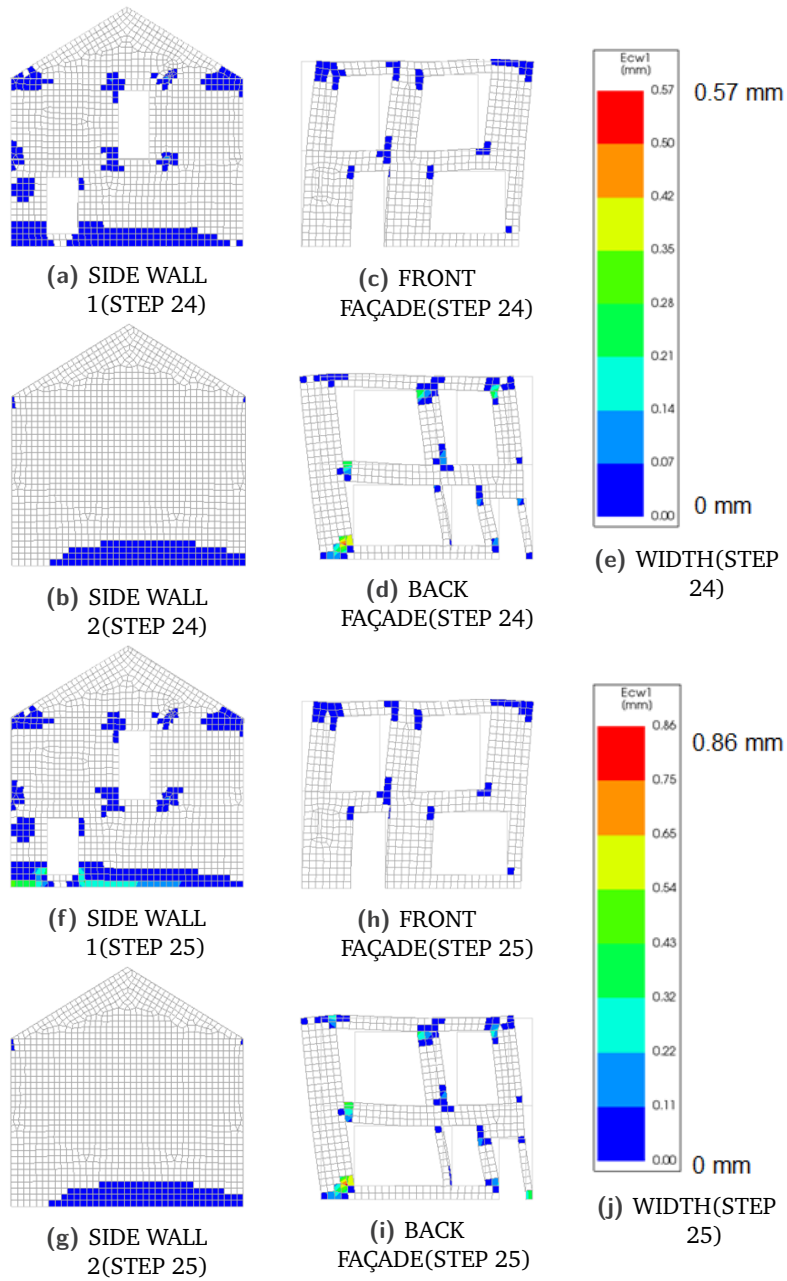 Ecw1
(mm)
0.57
0.50
0.42
0.35
0.28
0.21
0.14
0.07
0.00
0.57 mm
0 mm
(a) SIDE WALL
1(STEP 24)
(c) FRONT
FAÇADE(STEP 24)
(b) SIDE WALL
2(STEP 24)
(d) BACK
FAÇADE(STEP 24)
(e) WIDTH(STEP
24)
Ecw1
(mm)
0.86
0.75
0.65
0.54
0.43
0.32
0.22
0.11
0.00
0.86 mm
0 mm
(f) SIDE WALL
1(STEP 25)
(h) FRONT
FAÇADE(STEP 25)
(g) SIDE WALL
2(STEP 25)
(i) BACK
FAÇADE(STEP 25)
(j) WIDTH(STEP
25)